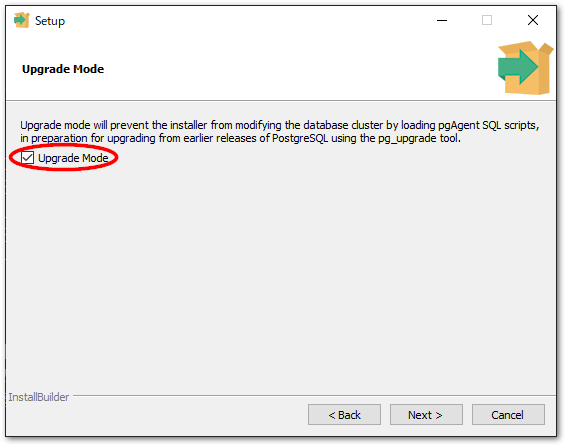 Setup
Upgrade Mode
Upgrade mode will prevent the installer from modifying the database cluster by loading pgAgent SQL scripts,
in preparation for upgrading from earlier releases of PostgreSQL using the pg_upgrade tool.
Upgrade Mode
InstallBuilder
< Back
Next >
Cancel